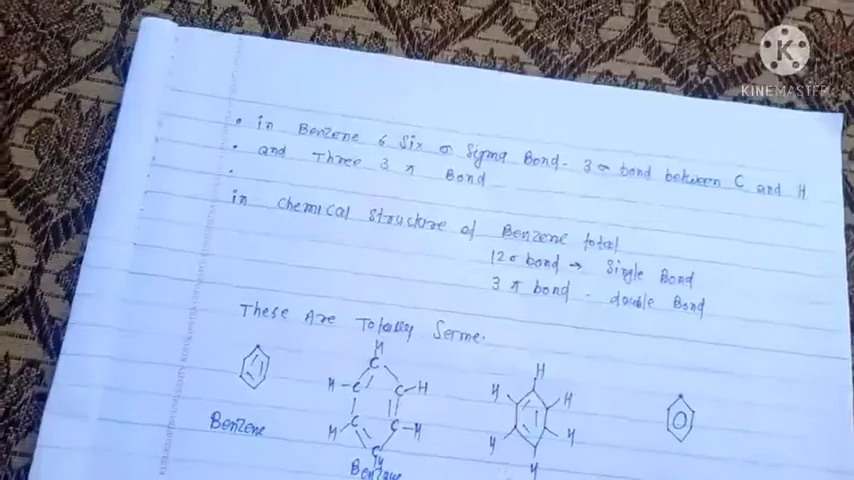 KINEMASTER
• in Benzene 6 Six σ Sigma Bond - 3 σ bond between C and H
• and Three 3 π Bond
•
in chemical structure of Benzene total
12 σ bond → Single Bond
3 π bond - double Bond
These Are Totally Serme.
H
C
H - C
C - H
H
C
C - H
C
H
H
H
H
H
H
H
Benzene
Benzene